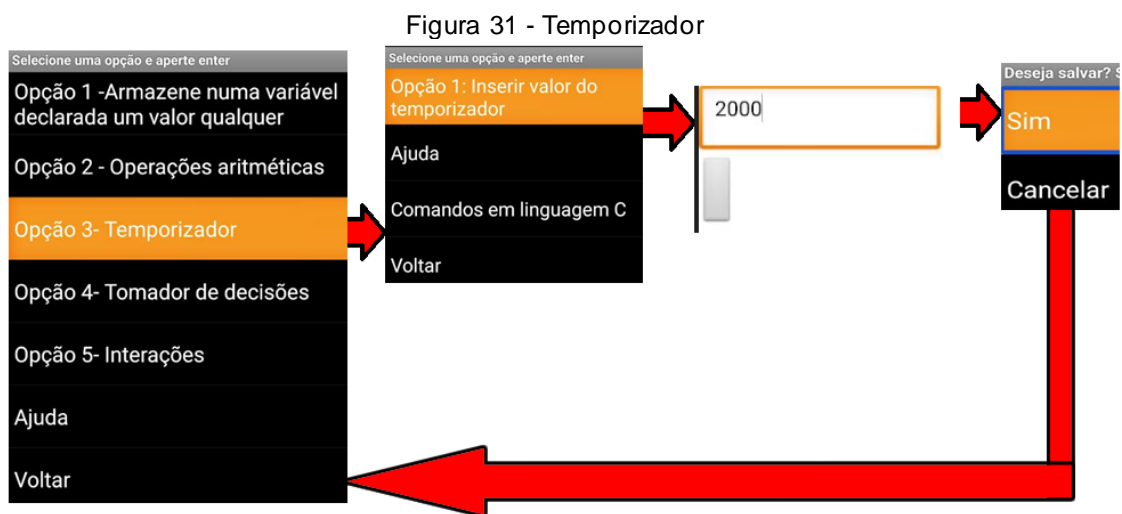 Figura 31 - Temporizador
Selecione uma opção e aperte enter
Opção 1 -Armazene numa variável
declarada um valor qualquer
Opção 2 - Operações aritméticas
Opção 3- Temporizador
Opção 4- Tomador de decisões
Opção 5- Interações
Ajuda
Voltar
Selecione uma opção e aperte enter
Opção 1: Inserir valor do
temporizador
Ajuda
Comandos em linguagem C
Voltar
2000
Deseja salvar? S
Sim
Cancelar